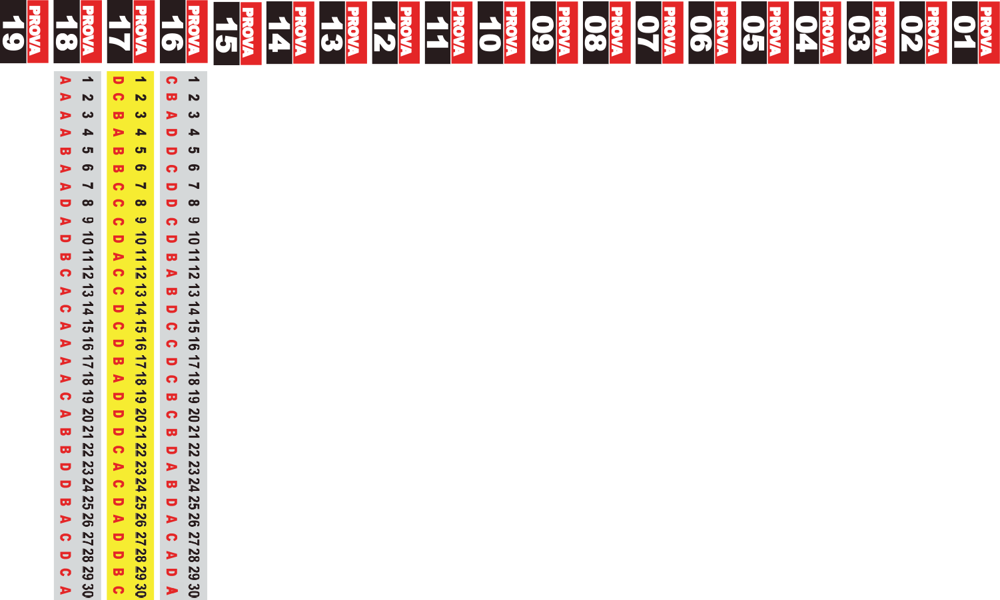 PROVA
01
PROVA
02
PROVA
03
PROVA
04
PROVA
05
PROVA
06
PROVA
07
PROVA
08
PROVA
09
PROVA
10
PROVA
11
PROVA
12
PROVA
13
PROVA
14
PROVA
15
PROVA
16
1 2 3 4 5 6 7 8 9 10 11 12 13 14 15 16 17 18 19 20 21 22 23 24 25 26 27 28 29 30
C B A D D C D D C D B A B D C C D C B C B D A B D A C A D A
PROVA
17
1 2 3 4 5 6 7 8 9 10 11 12 13 14 15 16 17 18 19 20 21 22 23 24 25 26 27 28 29 30
D C B A B B C C C D A C C D C D B A D D D C A C D A D D B C
PROVA
18
1 2 3 4 5 6 7 8 9 10 11 12 13 14 15 16 17 18 19 20 21 22 23 24 25 26 27 28 29 30
A A A A B A A D A D B C A C A A A A C A B B D D B A C D C A
PROVA
19